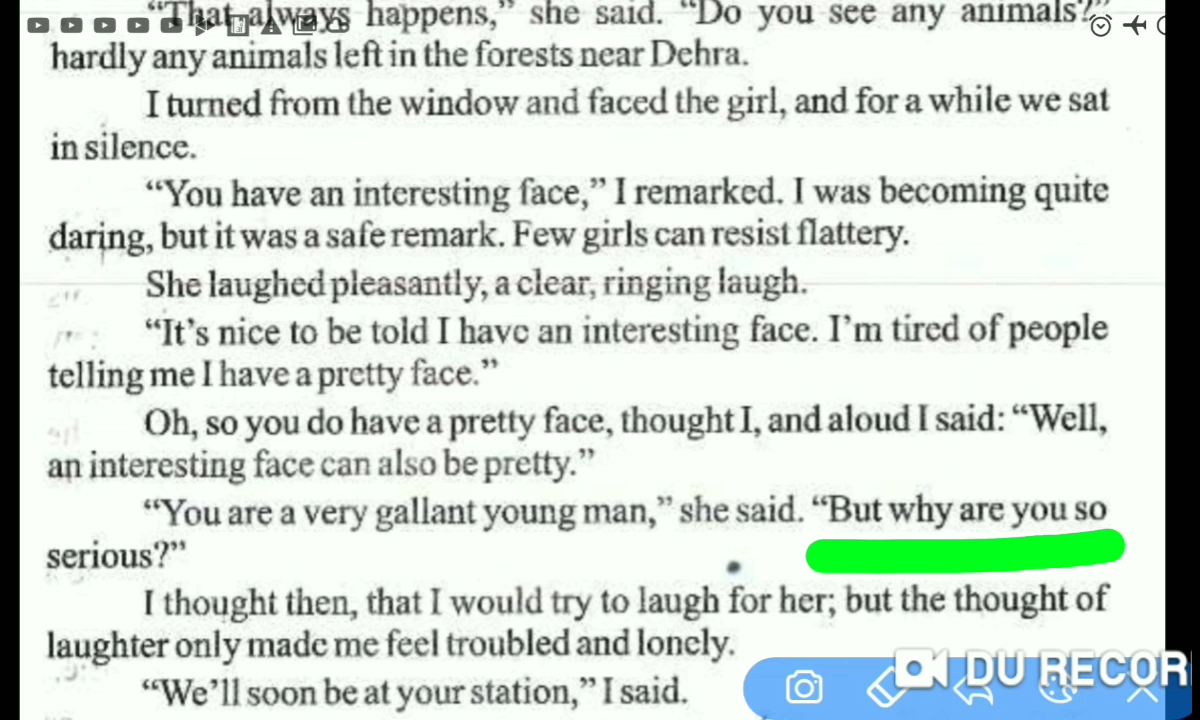 “That always happens,” she said. “Do you see any animals?”
hardly any animals left in the forests near Dehra.
I turned from the window and faced the girl, and for a while we sat
in silence.
“You have an interesting face,” I remarked. I was becoming quite
daring, but it was a safe remark. Few girls can resist flattery.
She laughed pleasantly, a clear, ringing laugh.
“It’s nice to be told I have an interesting face. I’m tired of people
telling me I have a pretty face.”
Oh, so you do have a pretty face, thought I, and aloud I said: “Well,
an interesting face can also be pretty.”
“You are a very gallant young man,” she said. “But why are you so
serious?”
I thought then, that I would try to laugh for her; but the thought of
laughter only made me feel troubled and lonely.
“We’ll soon be at your station,” I said.
DU RECOR